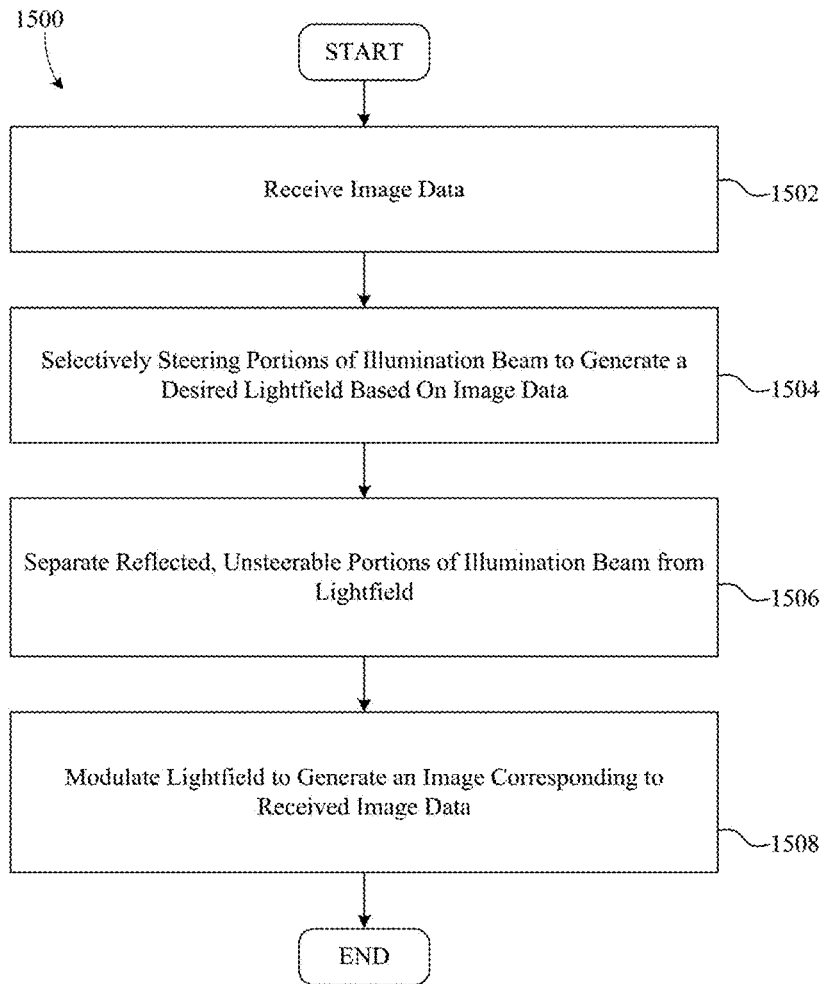 1500
START
Receive Image Data
1502
Selectively Steering Portions of Illumination Beam to Generate a
Desired Lightfield Based On Image Data
1504
Separate Reflected, Unsteerable Portions of Illumination Beam from
Lightfield
1506
Modulate Lightfield to Generate an Image Corresponding to
Received Image Data
1508
END